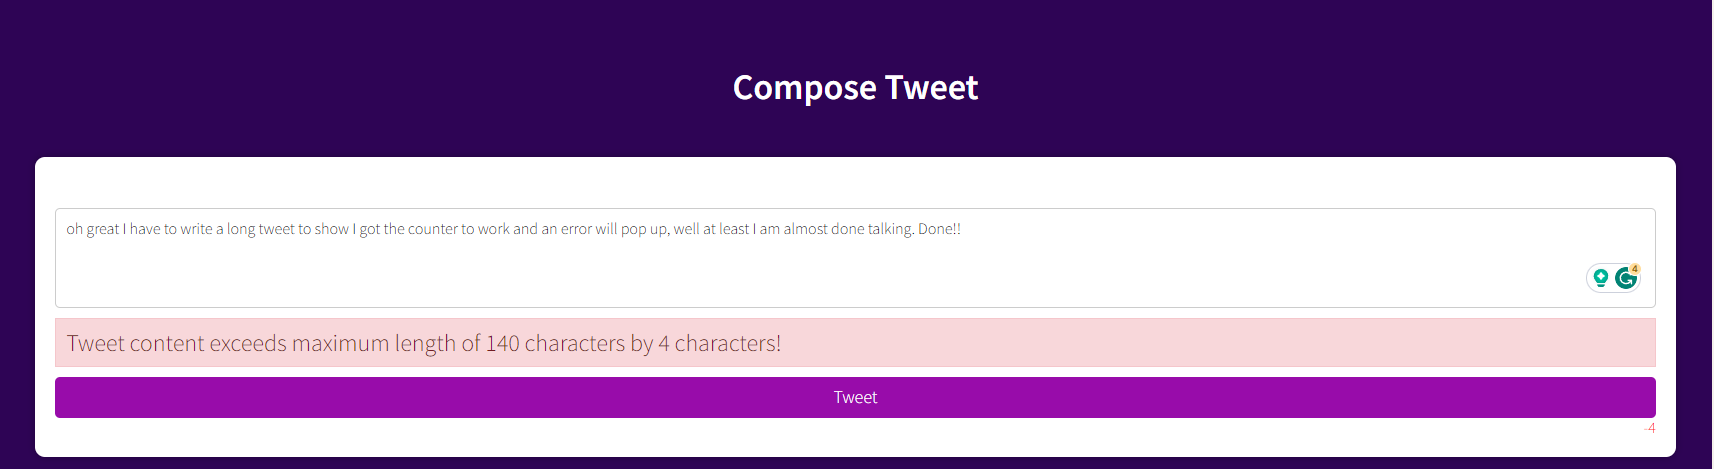 Compose Tweet
oh great I have to write a long tweet to show I got the counter to work and an error will pop up, well at least I am almost done talking. Done!!
4
Tweet content exceeds maximum length of 140 characters by 4 characters!
Tweet
-4